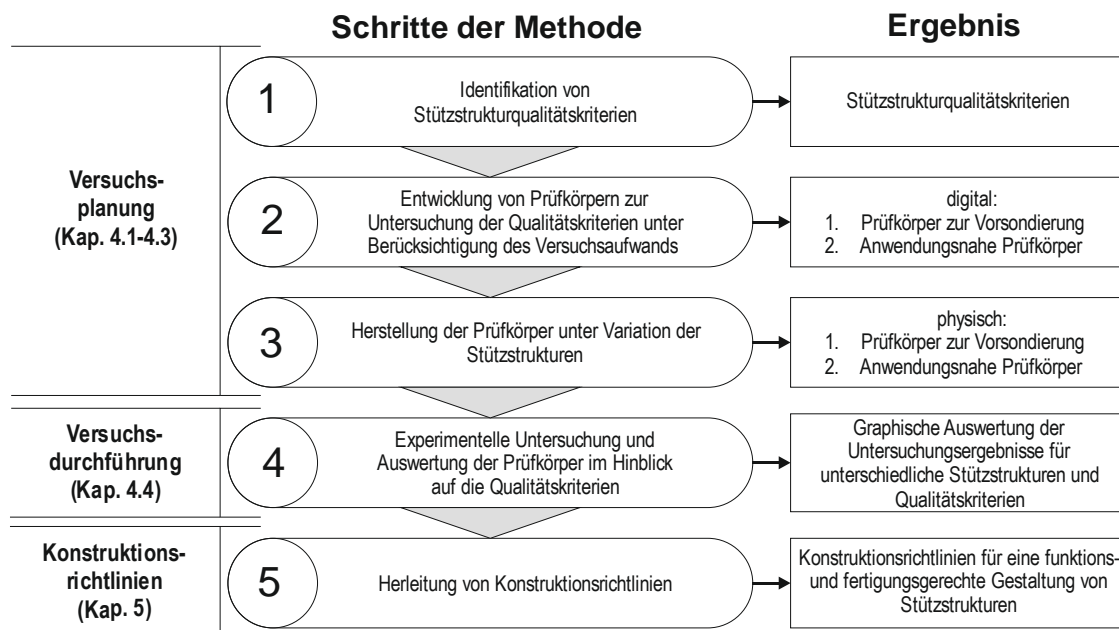 Schritte der Methode
Ergebnis
Versuchs-
planung
(Kap. 4.1-4.3)
1
Identifikation von
Stützstrukturqualitätskriterien
Stützstrukturqualitätskriterien
2
Entwicklung von Prüfkörpern zur
Untersuchung der Qualitätskriterien unter
Berücksichtigung des Versuchsaufwands
digital:
1. Prüfkörper zur Vorsondierung
2. Anwendungsnahe Prüfkörper
3
Herstellung der Prüfkörper unter Variation der
Stützstrukturen
physisch:
1. Prüfkörper zur Vorsondierung
2. Anwendungsnahe Prüfkörper
Versuchs-
durchführung
(Kap. 4.4)
4
Experimentelle Untersuchung und
Auswertung der Prüfkörper im Hinblick
auf die Qualitätskriterien
Graphische Auswertung der
Untersuchungsergebnisse für
unterschiedliche Stützstrukturen und
Qualitätskriterien
Konstruktions-
richtlinien
(Kap. 5)
5
Herleitung von Konstruktionsrichtlinien
Konstruktionsrichtlinien für eine funktions-
und fertigungsgerechte Gestaltung von
Stützstrukturen